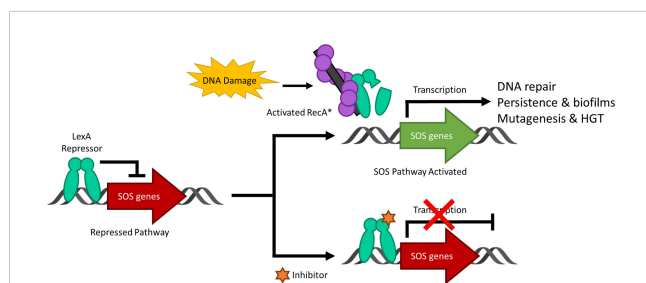 DNA Damage
Activated RecA*
Transcription
DNA repair
Persistence & biofilms
Mutagenesis & HGT
SOS genes
SOS Pathway Activated
LexA
Repressor
SOS genes
Repressed Pathway
Transcription
SOS genes
Inhibitor